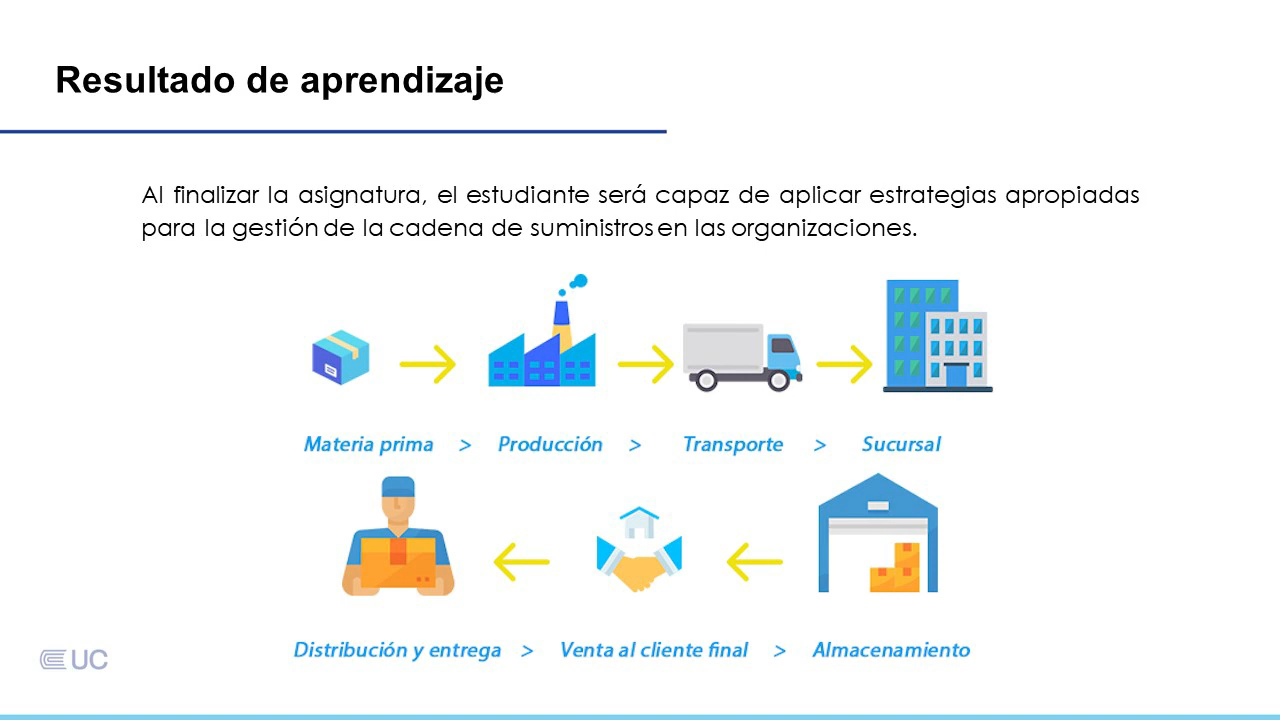 Resultado de aprendizaje
Al finalizar la asignatura, el estudiante será capaz de aplicar estrategias apropiadas
para la gestión de la cadena de suministros en las organizaciones.
Materia prima > Producción > Transporte > Sucursal
Distribución y entrega > Venta al cliente final > Almacenamiento
UC